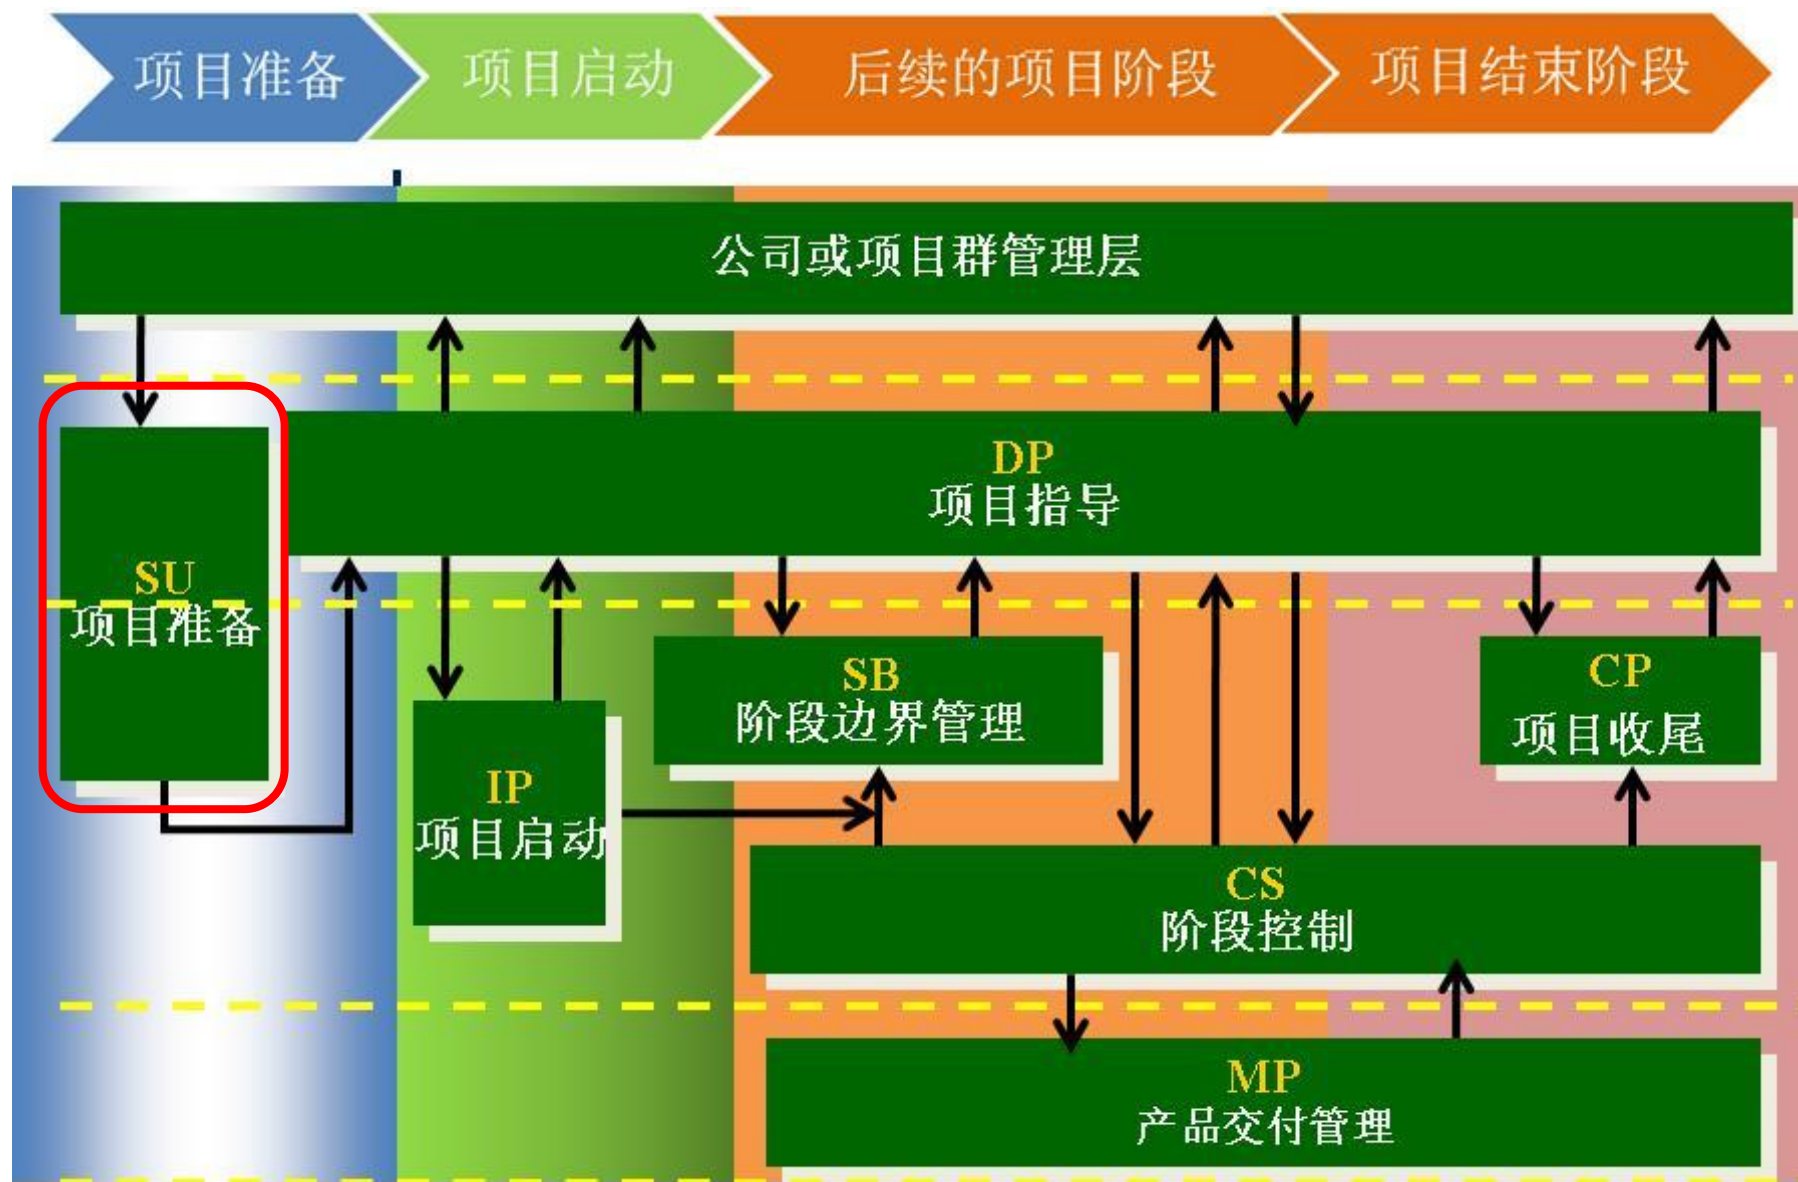 项目准备
项目启动
后续的项目阶段
项目结束阶段
公司或项目群管理层
DP
项目指导
SU
项目准备
SB
阶段边界管理
CP
项目收尾
IP
项目启动
CS
阶段控制
MP
产品交付管理